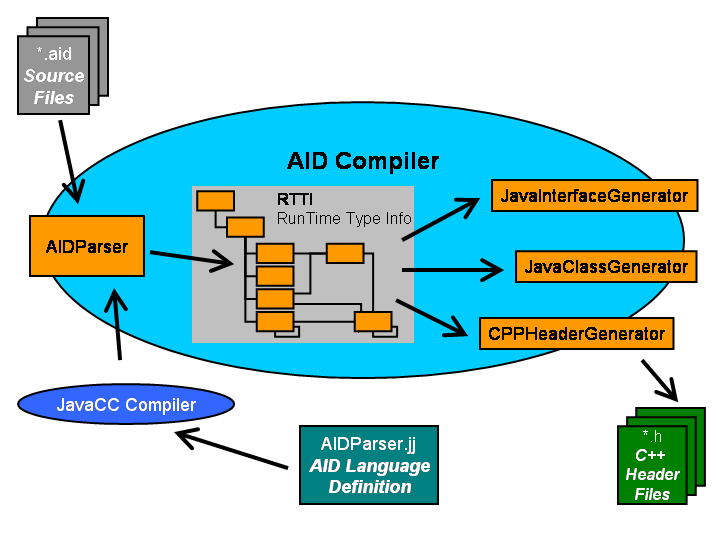 *.aid
Source
Files
AID Compiler
RTTI
RunTime Type Info
JavaInterfaceGenerator
AIDParser
JavaClassGenerator
CPPHeaderGenerator
JavaCC Compiler
AIDParser.jj
AID Language
Definition
*.h
C++
Header
Files